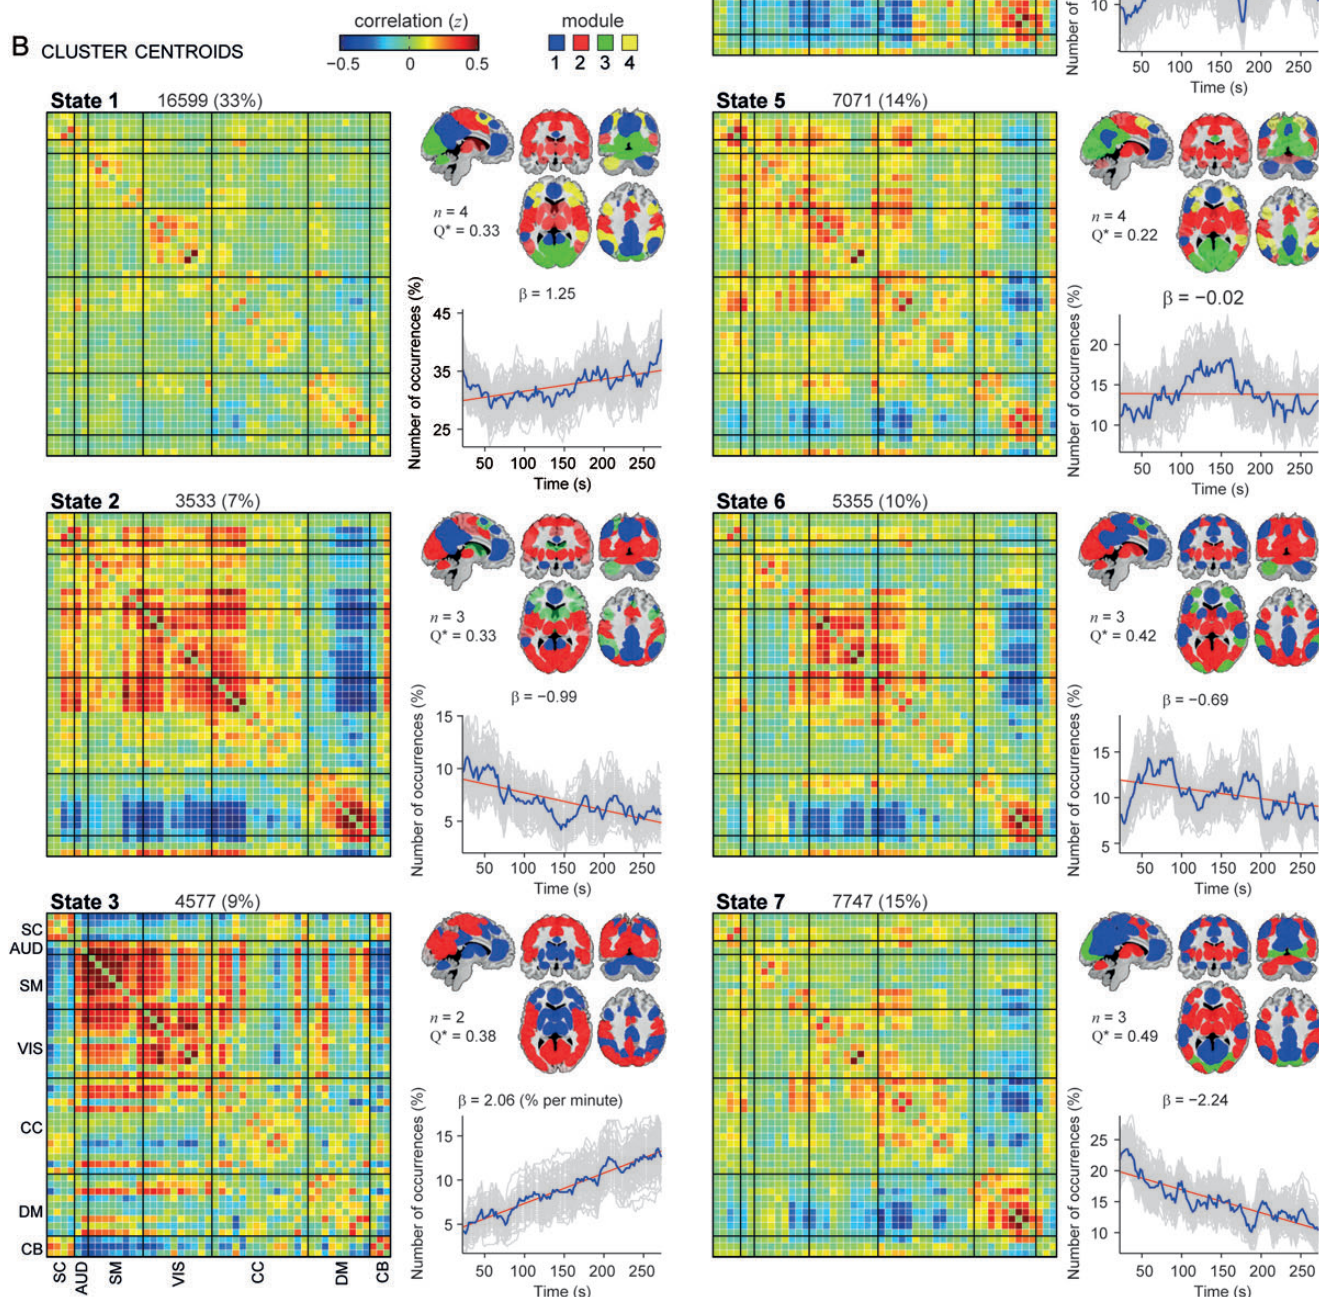 correlation (z)
module
B CLUSTER CENTROIDS
−0.5 0 0.5
1 2 3 4
Number of
10
50 100 150 200 250
Time (s)
State 1 16599 (33%)
n = 4
Q* = 0.33
β = 1.25
Number of occurrences (%)
45
35
25
50 100 150 200 250
Time (s)
State 5 7071 (14%)
n = 4
Q* = 0.22
β = −0.02
Number of occurrences (%)
20
15
10
50 100 150 200 250
Time (s)
State 2 3533 (7%)
n = 3
Q* = 0.33
β = −0.99
Number of occurrences (%)
15
10
5
50 100 150 200 250
Time (s)
State 6 5355 (10%)
n = 3
Q* = 0.42
β = −0.69
Number of occurrences (%)
15
10
5
50 100 150 200 250
Time (s)
State 3 4577 (9%)
SC
AUD
SM
VIS
CC
DM
CB
SC AUD SM VIS CC DM CB
n = 2
Q* = 0.38
β = 2.06 (% per minute)
Number of occurrences (%)
15
10
5
50 100 150 200 250
Time (s)
State 7 7747 (15%)
n = 3
Q* = 0.49
β = −2.24
Number of occurrences (%)
25
20
15
10
50 100 150 200 250
Time (s)